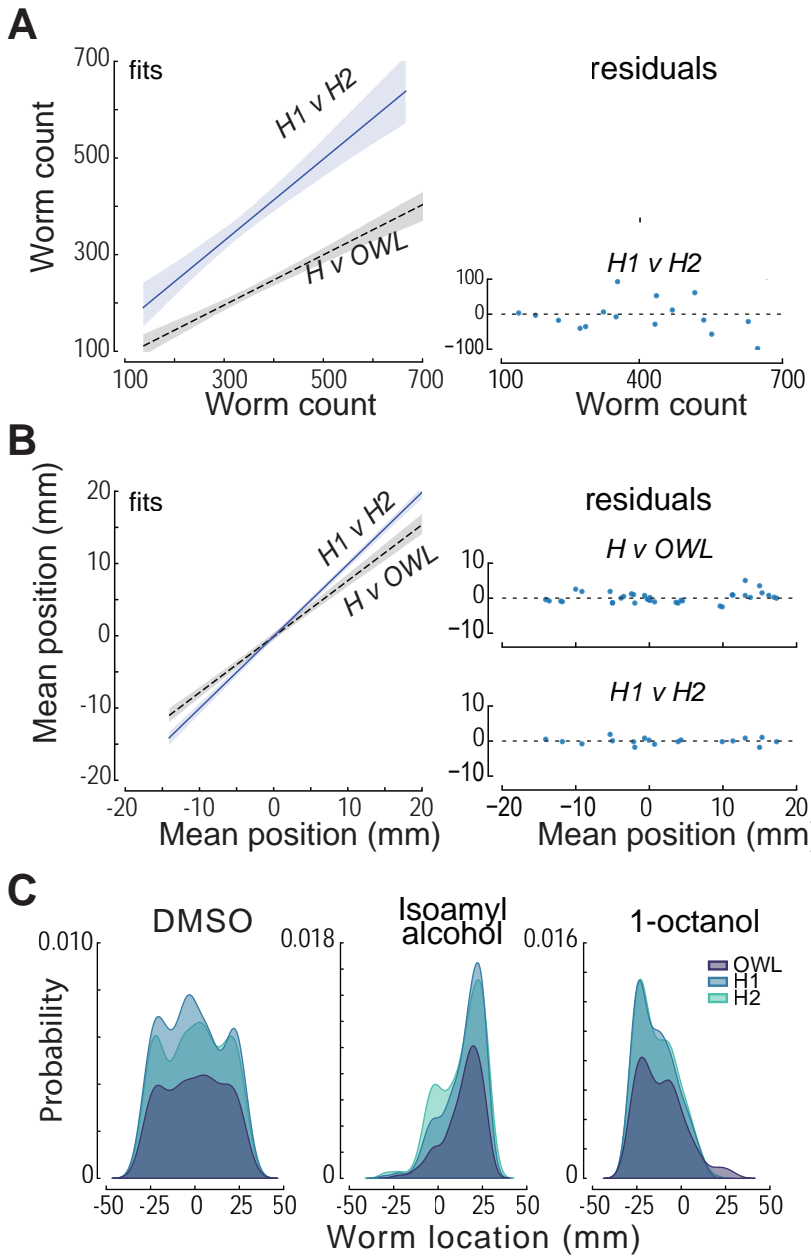 A
fits
residuals
700
500
300
100
Worm count
H1 v H2
H v OWL
100
300
500
700
Worm count
H1 v H2
100
0
−100
100
400
700
Worm count
B
fits
residuals
20
10
0
-10
-20
Mean position (mm)
H1 v H2
H v OWL
-20
-10
0
10
20
Mean position (mm)
H v OWL
10
0
−10
H1 v H2
10
0
−10
−20
−10
0
10
20
Mean position (mm)
C
DMSO
Isoamyl
alcohol
1-octanol
0.010
0.018
0.016
Probability
OWL
H1
H2
0
0
0
-50
-25
0
25
50
-50
-25
0
25
50
-50
-25
0
25
50
Worm location (mm)